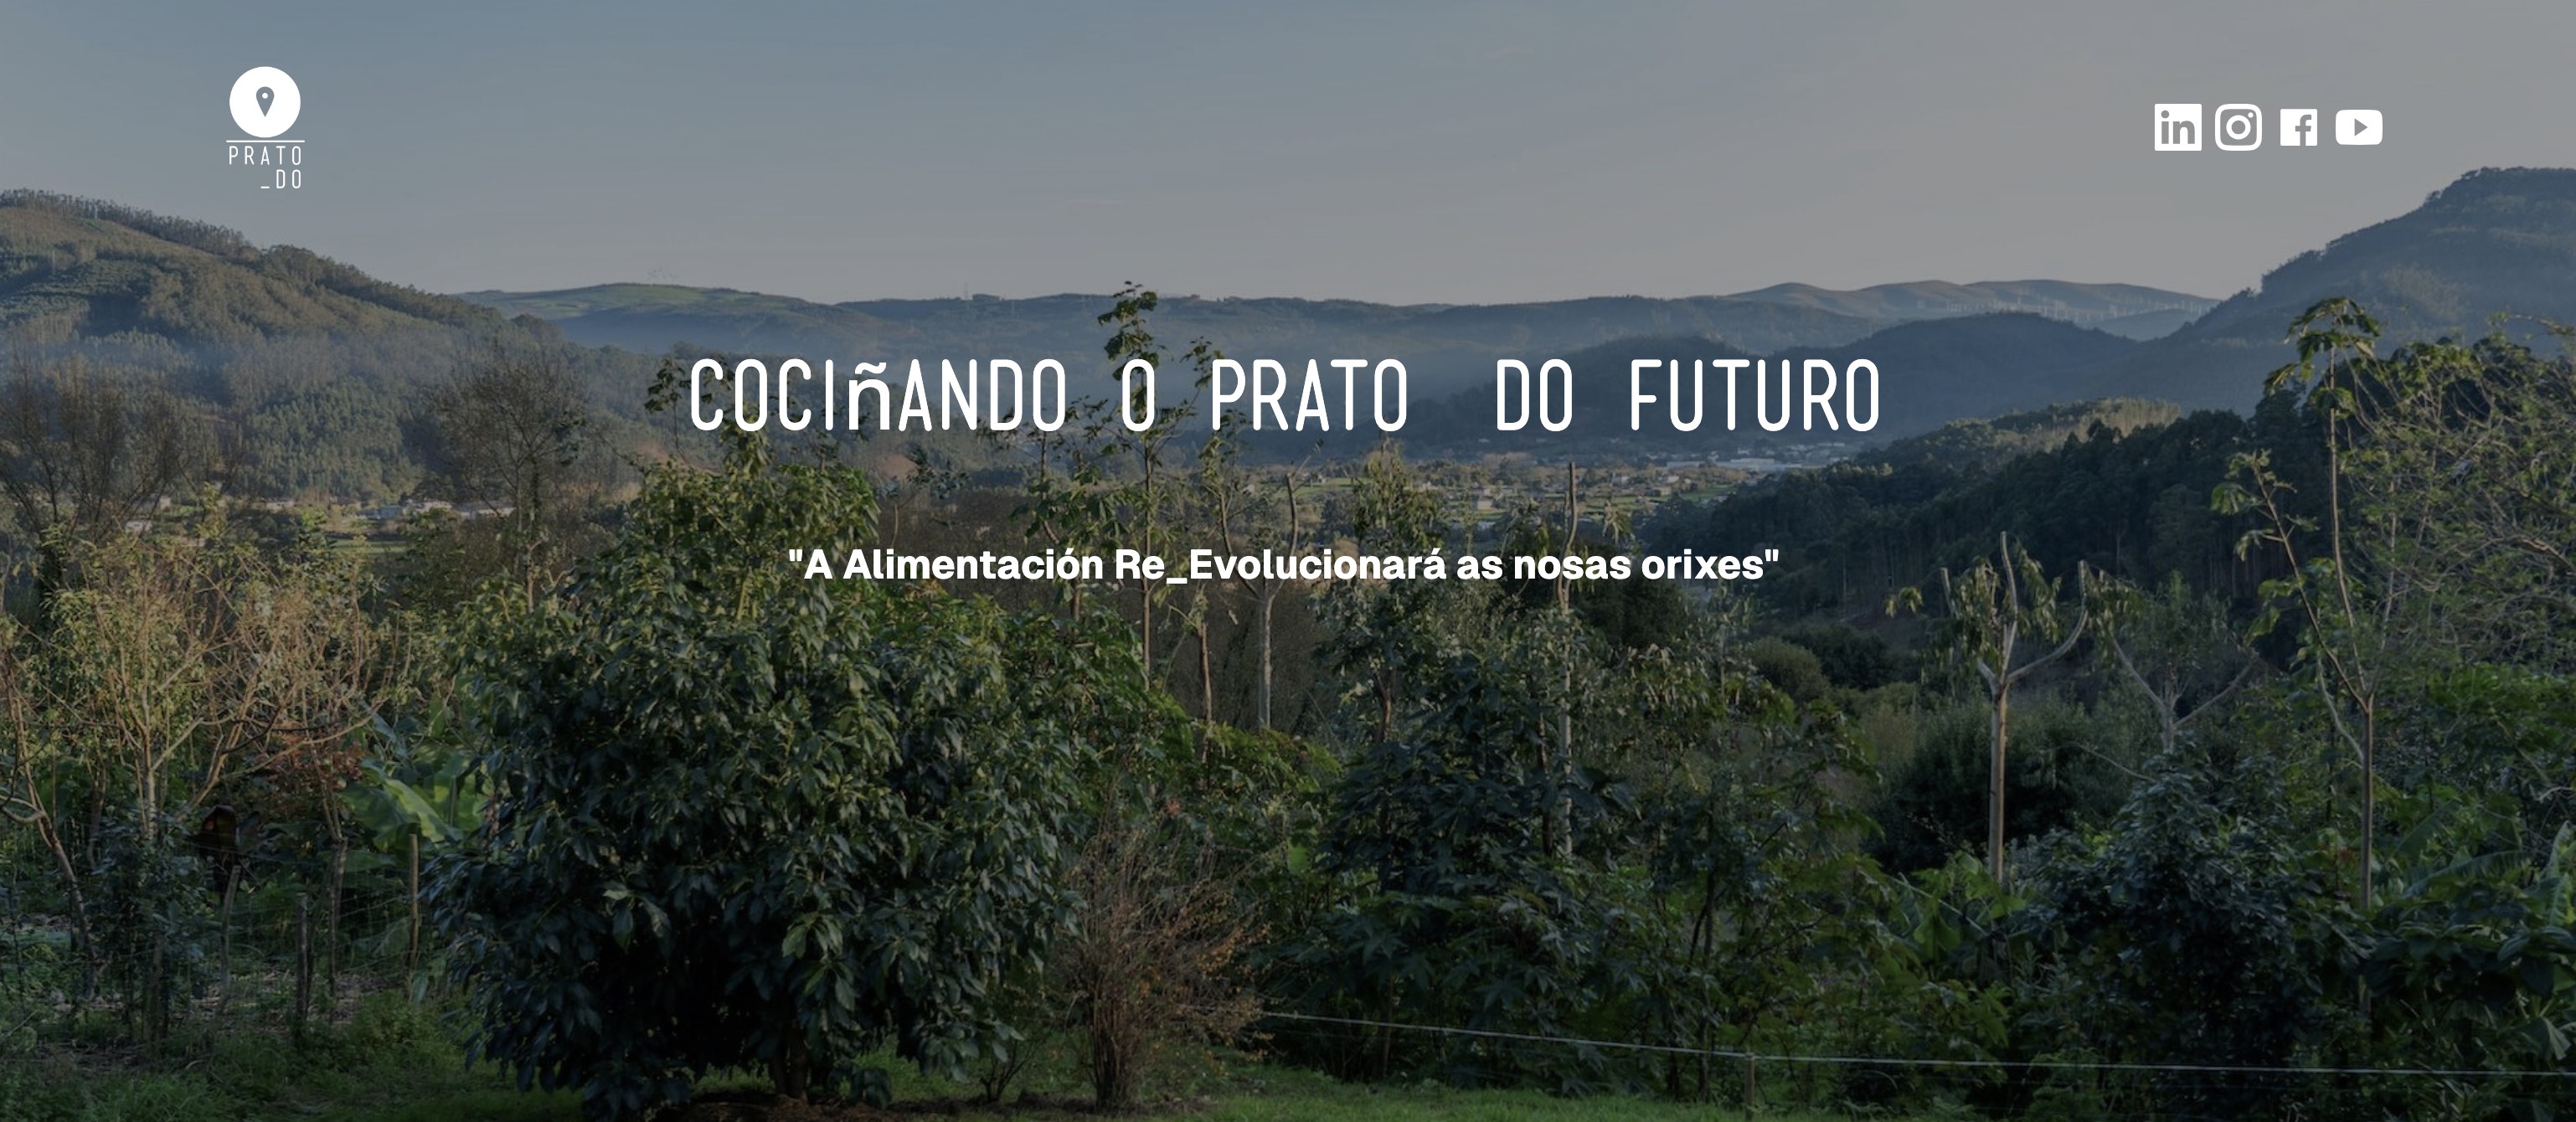 PRATO
_DO
COCIñANDO O PRATO DO FUTURO
"A Alimentación Re_Evolucionará as nosas orixes"